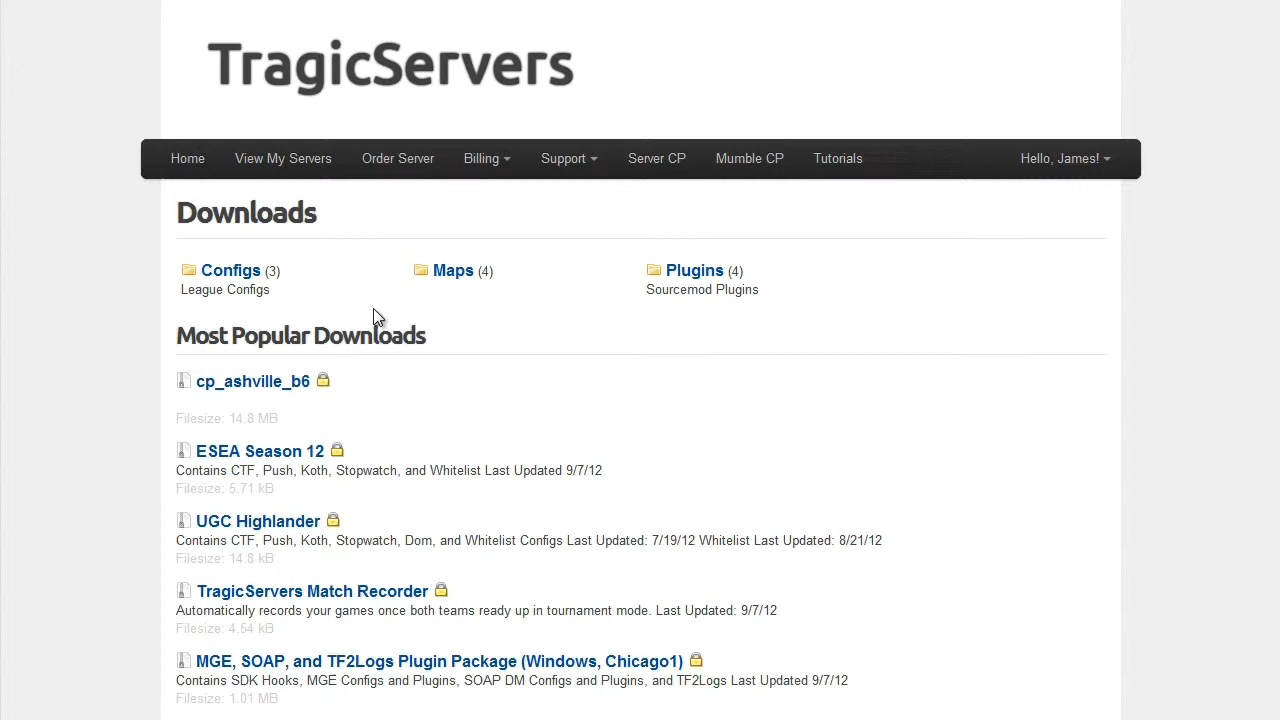 TragicServers
Home View My Servers Order Server Billing Support Server CP Mumble CP Tutorials Hello, James!
Downloads
Configs (3) Maps (4) Plugins (4)
League Configs Sourcemod Plugins
Most Popular Downloads
cp_ashville_b6
Filesize: 14.8 MB
ESEA Season 12
Contains CTF, Push, Koth, Stopwatch, and Whitelist Last Updated 9/7/12
Filesize: 5.71 kB
UGC Highlander
Contains CTF, Push, Koth, Stopwatch, Dom, and Whitelist Configs Last Updated: 7/19/12 Whitelist Last Updated: 8/21/12
Filesize: 14.8 kB
TragicServers Match Recorder
Automatically records your games once both teams ready up in tournament mode. Last Updated: 9/7/12
Filesize: 4.54 kB
MGE, SOAP, and TF2Logs Plugin Package (Windows, Chicago1)
Contains SDK Hooks, MGE Configs and Plugins, SOAP DM Configs and Plugins, and TF2Logs Last Updated 9/7/12
Filesize: 1.01 MB